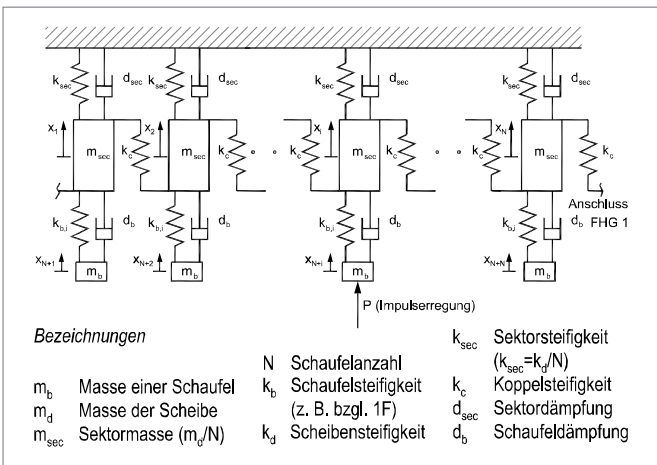 k_sec d_sec k_sec d_sec k_sec d_sec k_sec d_sec
x_1 x_2 x_i x_N
m_sec k_c m_sec k_c k_c m_sec k_c k_c m_sec k_c
Anschluss
FHG 1
k_b,i d_b k_b,i d_b k_b,i d_b k_b,i d_b
x_N+1 m_b x_N+2 m_b x_N+i m_b x_N+N m_b
P (Impulserregung)
Bezeichnungen
m_b Masse einer Schaufel
m_d Masse der Scheibe
m_sec Sektormasse (m_d/N)
N Schaufelanzahl
k_b Schaufelsteifigkeit
(z. B. bzgl. 1F)
k_d Scheibensteifigkeit
k_sec Sektorsteifigkeit
(k_sec=k_d/N)
k_c Koppelsteifigkeit
d_sec Sektordämpfung
d_b Schaufeldämpfung